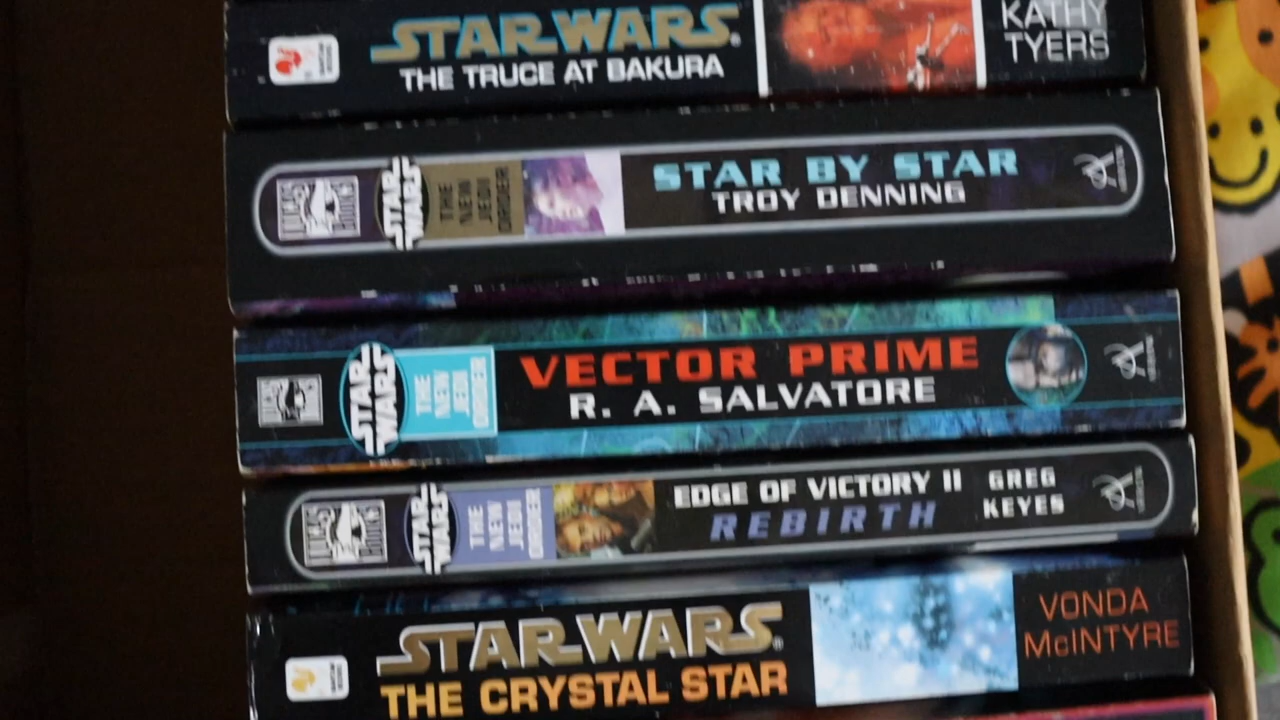 STAR WARS®
THE TRUCE AT BAKURA
KATHY
TYERS
STAR WARS
THE
NEW
JEDI
ORDER
STAR BY STAR
TROY DENNING
STAR WARS
THE
NEW
JEDI
ORDER
VECTOR PRIME
R. A. SALVATORE
STAR WARS
THE
NEW
JEDI
ORDER
EDGE OF VICTORY II
REBIRTH
GREG
KEYES
STAR WARS®
THE CRYSTAL STAR
VONDA
McINTYRE